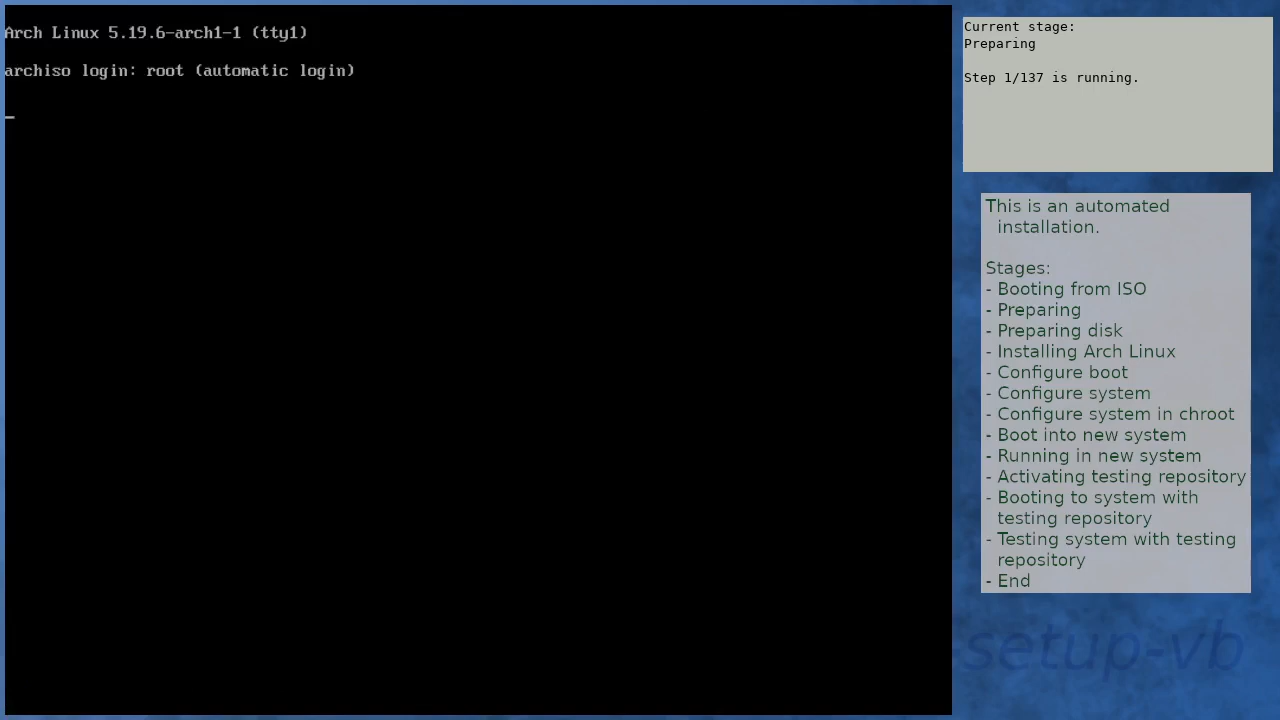 Arch Linux 5.19.6-arch1-1 (tty1)
archiso login: root (automatic login)
Current stage:
Preparing
Step 1/137 is running.
This is an automated
installation.
Stages:
- Booting from ISO
- Preparing
- Preparing disk
- Installing Arch Linux
- Configure boot
- Configure system
- Configure system in chroot
- Boot into new system
- Running in new system
- Activating testing repository
- Booting to system with
testing repository
- Testing system with testing
repository
- End
setup-vb